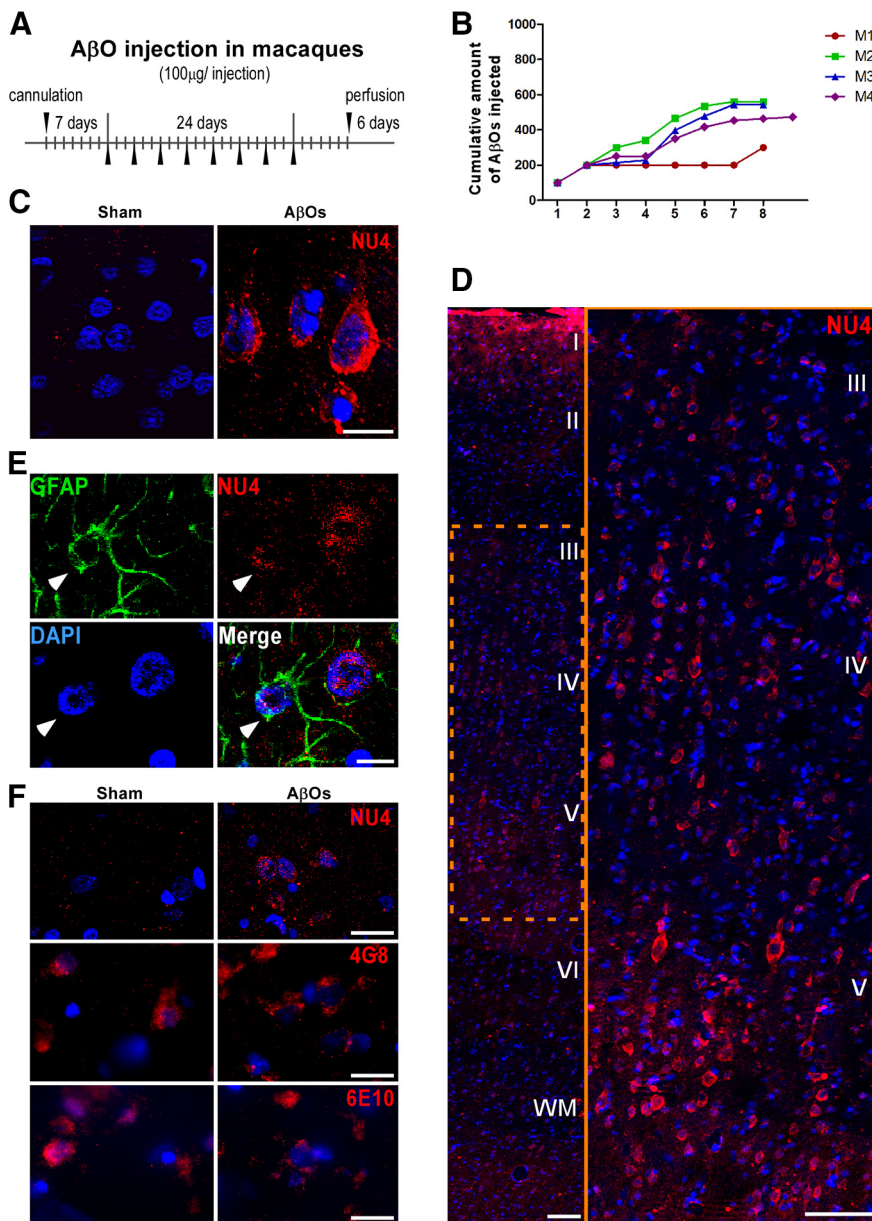 A
AβO injection in macaques
(100μg/ injection)
cannulation
perfusion
7 days
24 days
6 days
B
Cumulative amount
of AβOs injected
1000
800
600
400
200
0
1 2 3 4 5 6 7 8
M1
M2
M3
M4
C
Sham
AβOs
NU4
D
I
II
III
IV
V
VI
WM
NU4
III
IV
V
E
GFAP
NU4
DAPI
Merge
F
Sham
AβOs
NU4
4G8
6E10